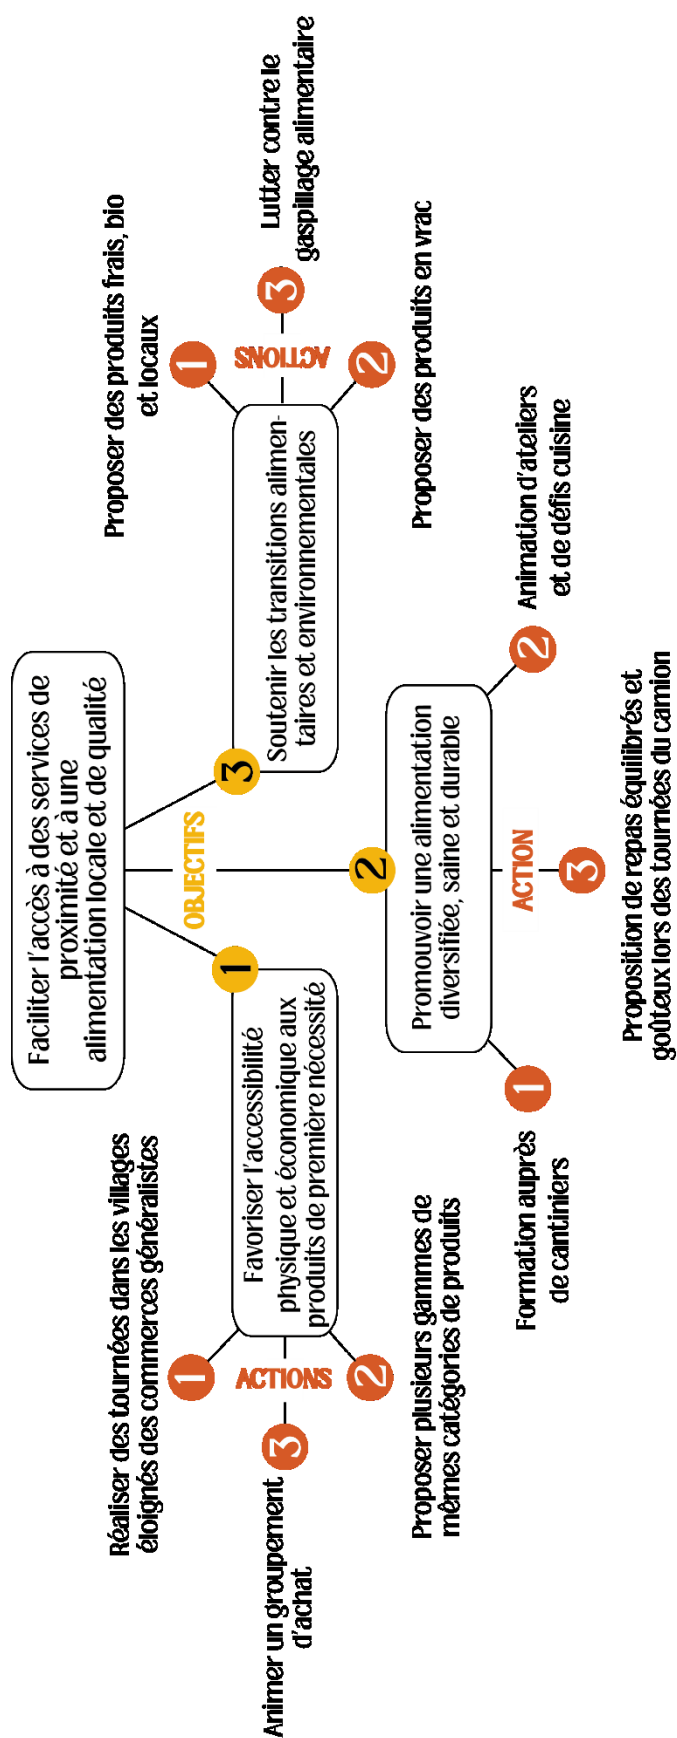 Faciliter l'accès à des services de
proximité et à une
alimentation locale et de qualité
OBJECTIFS
1
Favoriser l'accessibilité
physique et économique aux
produits de première nécessité
ACTIONS
1
Réaliser des tournées dans les villages
éloignés des commerces généralistes
2
Proposer plusieurs gammes de
mêmes catégories de produits
3
Animer un groupement
d'achat
2
Promouvoir une alimentation
diversifiée, saine et durable
ACTION
1
Formation auprès
de cantiniers
2
Animation d'ateliers
et de défis cuisine
3
Proposition de repas équilibrés et
goûteux lors des tournées du camion
3
Soutenir les transitions alimen-
taires et environnementales
ACTIONS
1
Proposer des produits frais, bio
et locaux
2
Proposer des produits en vrac
3
Lutter contre le
gaspillage alimentaire